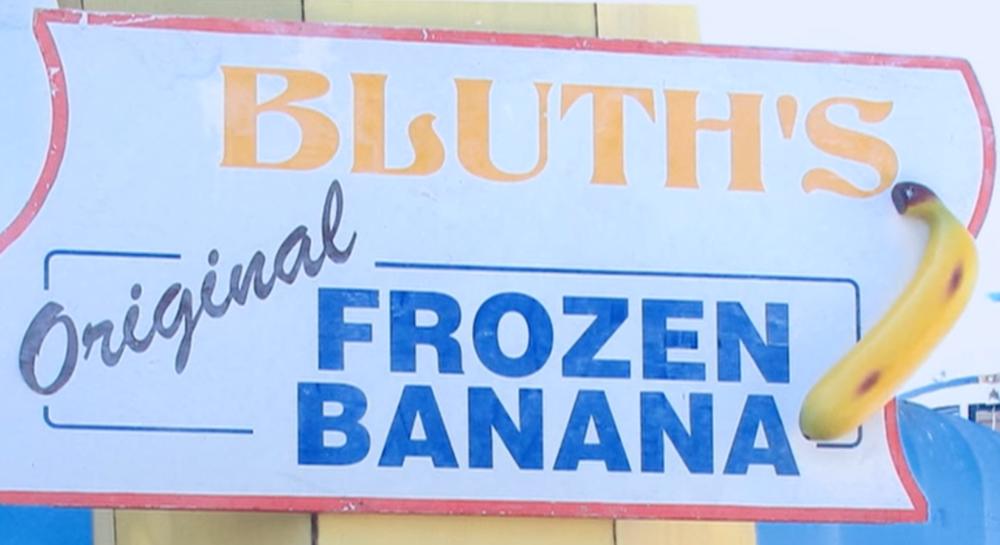 BLUTH'S
Original
FROZEN
BANANA